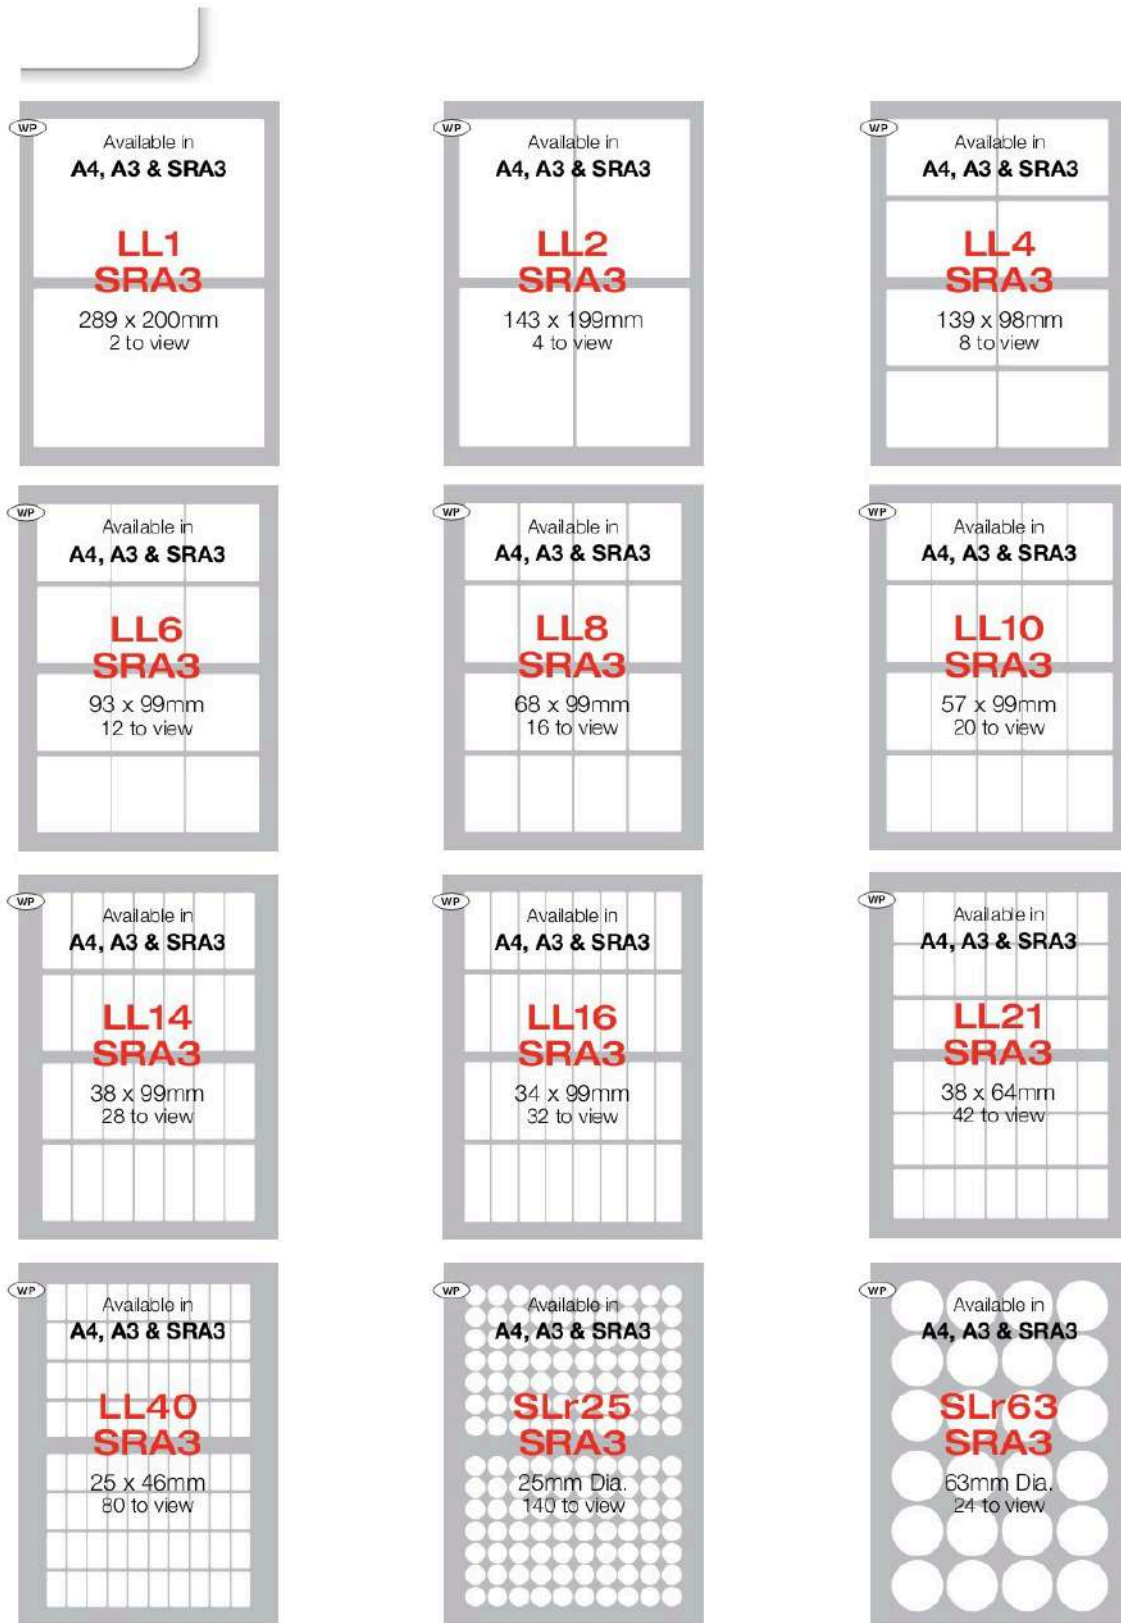 WP
Available in
A4, A3 & SRA3
LL1
SRA3
289 x 200mm
2 to view
WP
Available in
A4, A3 & SRA3
LL2
SRA3
143 x 199mm
4 to view
WP
Available in
A4, A3 & SRA3
LL4
SRA3
139 x 98mm
8 to view
WP
Available in
A4, A3 & SRA3
LL6
SRA3
93 x 99mm
12 to view
WP
Available in
A4, A3 & SRA3
LL8
SRA3
68 x 99mm
16 to view
WP
Available in
A4, A3 & SRA3
LL10
SRA3
57 x 99mm
20 to view
WP
Available in
A4, A3 & SRA3
LL14
SRA3
38 x 99mm
28 to view
WP
Available in
A4, A3 & SRA3
LL16
SRA3
34 x 99mm
32 to view
WP
Available in
A4, A3 & SRA3
LL21
SRA3
38 x 64mm
42 to view
WP
Available in
A4, A3 & SRA3
LL40
SRA3
25 x 46mm
80 to view
WP
Available in
A4, A3 & SRA3
SLr25
SRA3
25mm Dia.
140 to view
WP
Available in
A4, A3 & SRA3
SLr63
SRA3
63mm Dia.
24 to view